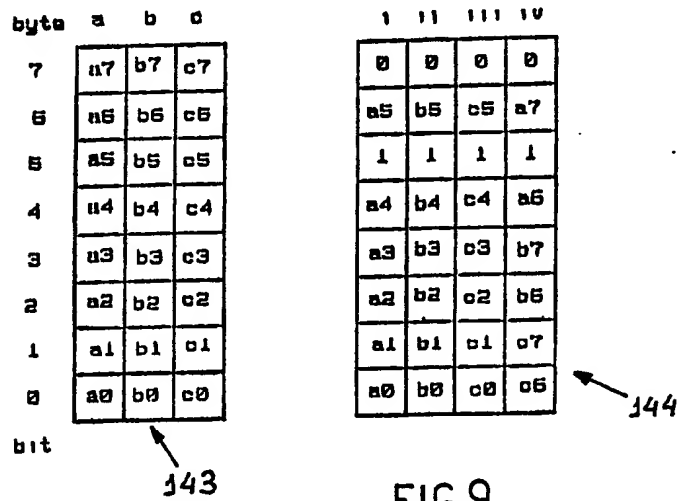 byte a b c I II III IV
7 a7 b7 c7 0 0 0 0
6 a6 b6 c6 a5 b5 c5 a7
5 a5 b5 c5 1 1 1 1
4 a4 b4 c4 a4 b4 c4 a6
3 a3 b3 c3 a3 b3 c3 b7
2 a2 b2 c2 a2 b2 c2 b6
1 a1 b1 c1 a1 b1 c1 c7
0 a0 b0 c0 a0 b0 c0 c6
bit
143
144
FIG. 9